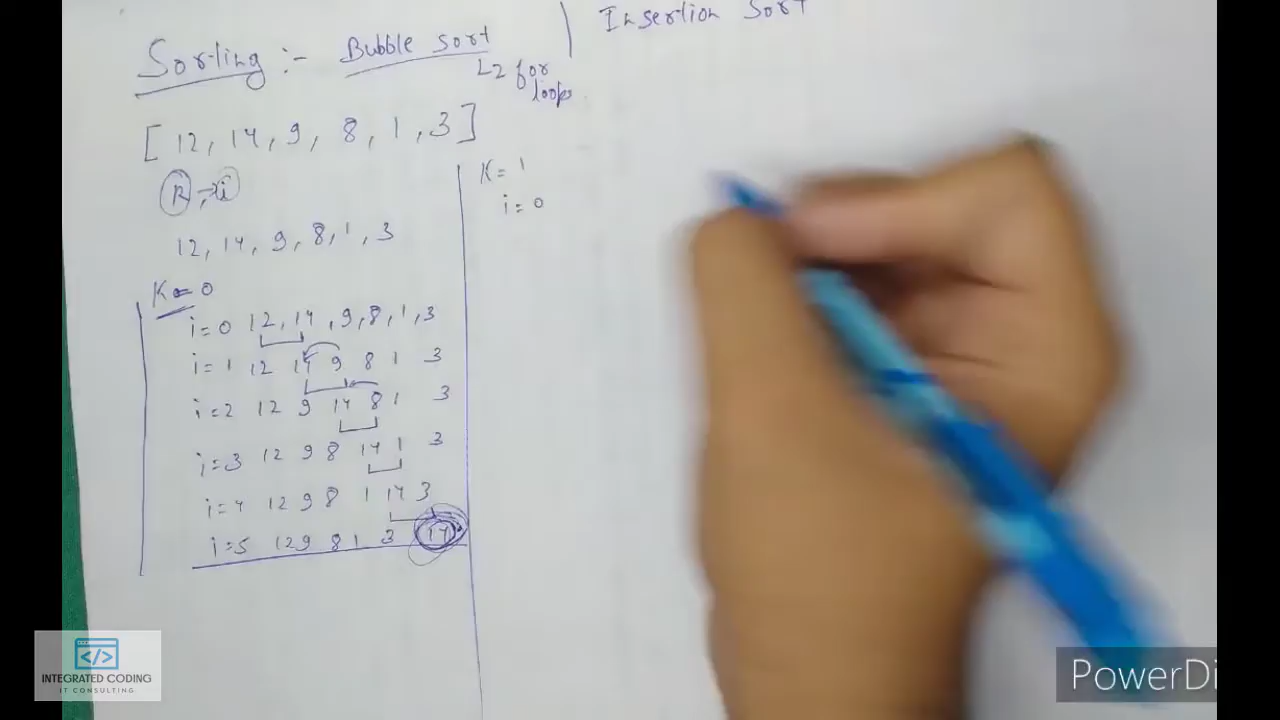 Sorting :- Bubble sort | Insertion Sort
L2 for
loops
[ 12, 14, 9, 8, 1, 3 ]
12, 14, 9, 8, 1, 3
K = 0
i=0 12, 14, 9, 8, 1, 3
i=1 12 14 9 8 1 3
i=2 12 9 14 8 1 3
i=3 12 9 8 14 1 3
i=4 12 9 8 1 14 3
i=5 12 9 8 1 3 14
K = 1
i = 0
INTEGRATED CODING
IT CONSULTING
PowerDi